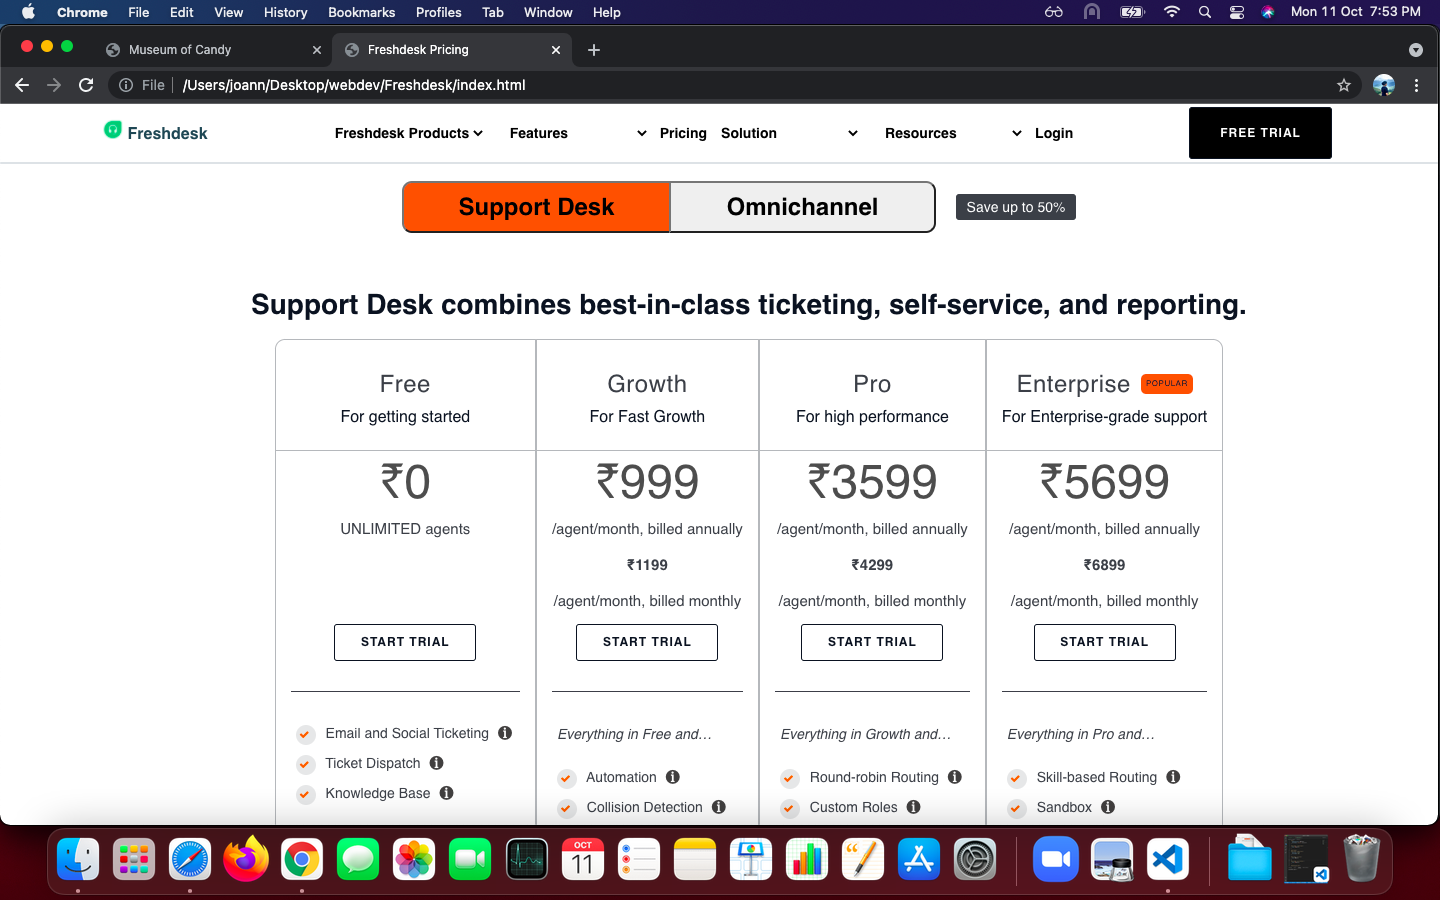 Chrome File Edit View History Bookmarks Profiles Tab Window Help Mon 11 Oct 7:53 PM
Museum of Candy Freshdesk Pricing
File /Users/joann/Desktop/webdev/Freshdesk/index.html
Freshdesk Freshdesk Products Features Pricing Solution Resources Login FREE TRIAL
Support Desk Omnichannel Save up to 50%
Support Desk combines best-in-class ticketing, self-service, and reporting.
Free Growth Pro Enterprise POPULAR
For getting started For Fast Growth For high performance For Enterprise-grade support
₹0 ₹999 ₹3599 ₹5699
UNLIMITED agents /agent/month, billed annually /agent/month, billed annually /agent/month, billed annually
₹1199 ₹4299 ₹6899
/agent/month, billed monthly /agent/month, billed monthly /agent/month, billed monthly
START TRIAL START TRIAL START TRIAL START TRIAL
Email and Social Ticketing Everything in Free and... Everything in Growth and... Everything in Pro and...
Ticket Dispatch Automation Round-robin Routing Skill-based Routing
Knowledge Base Collision Detection Custom Roles Sandbox
OCT
11